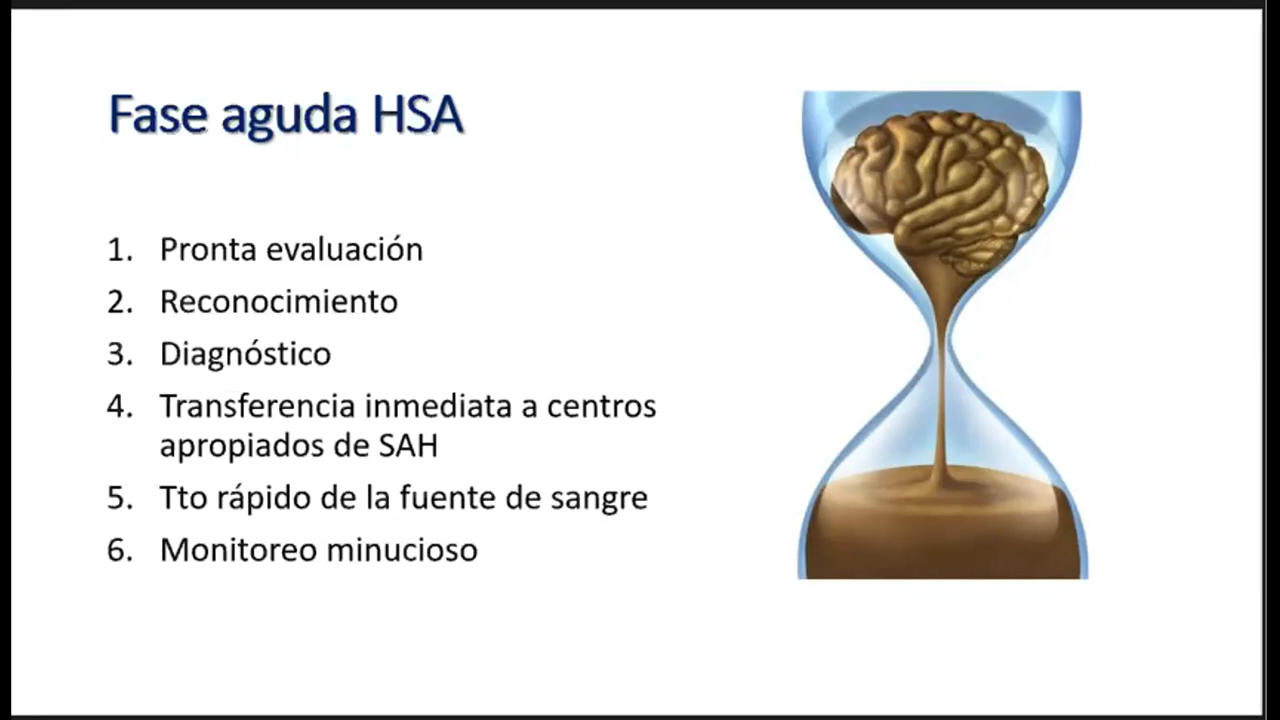 Fase aguda HSA
1. Pronta evaluación
2. Reconocimiento
3. Diagnóstico
4. Transferencia inmediata a centros
apropiados de SAH
5. Tto rápido de la fuente de sangre
6. Monitoreo minucioso